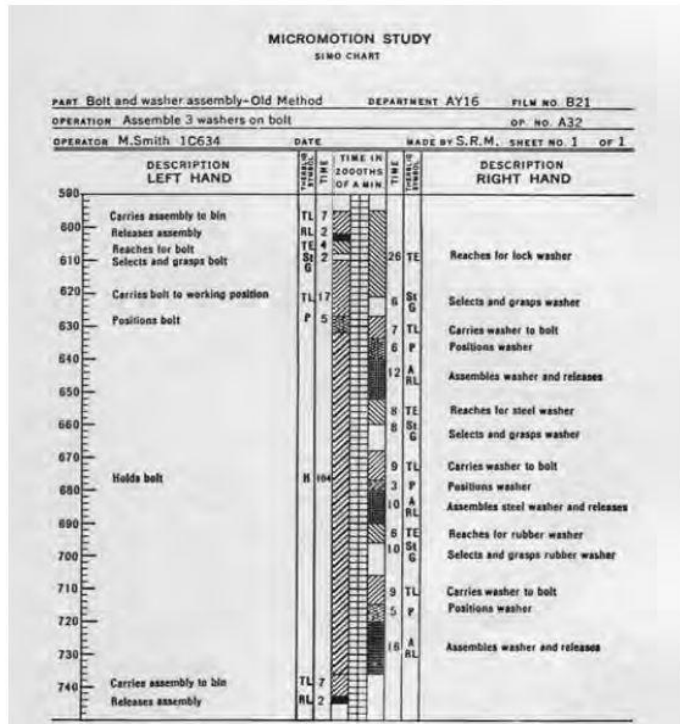 MICROMOTION STUDY
SIMO CHART
PART Bolt and washer assembly-Old Method DEPARTMENT AY16 FILM NO. B21
OPERATION Assemble 3 washers on bolt OP. NO. A32
OPERATOR M.Smith 1C634 DATE MADE BY S.R.M. SHEET NO. 1 OF 1
DESCRIPTION LEFT HAND THERBLIG SYMBOL TIME TIME IN 2000THS OF A MIN. TIME THERBLIG SYMBOL DESCRIPTION RIGHT HAND
590
Carries assembly to bin TL 7
600
Releases assembly RL 2
Reaches for bolt TE 4
610 Selects and grasps bolt St G 2 26 TE Reaches for lock washer
620 Carries bolt to working position TL 17
6 St G Selects and grasps washer
Positions bolt P 5
630 7 TL Carries washer to bolt
6 P Positions washer
640
12 A RL Assembles washer and releases
650
8 TE Reaches for steel washer
660
8 St G Selects and grasps washer
670
9 TL Carries washer to bolt
Holds bolt H 104
680 3 P Positions washer
10 A RL Assembles steel washer and releases
690
6 TE Reaches for rubber washer
700 10 St G Selects and grasps rubber washer
710 9 TL Carries washer to bolt
5 P Positions washer
720
16 A RL Assembles washer and releases
730
Carries assembly to bin TL 7
740
Releases assembly RL 2